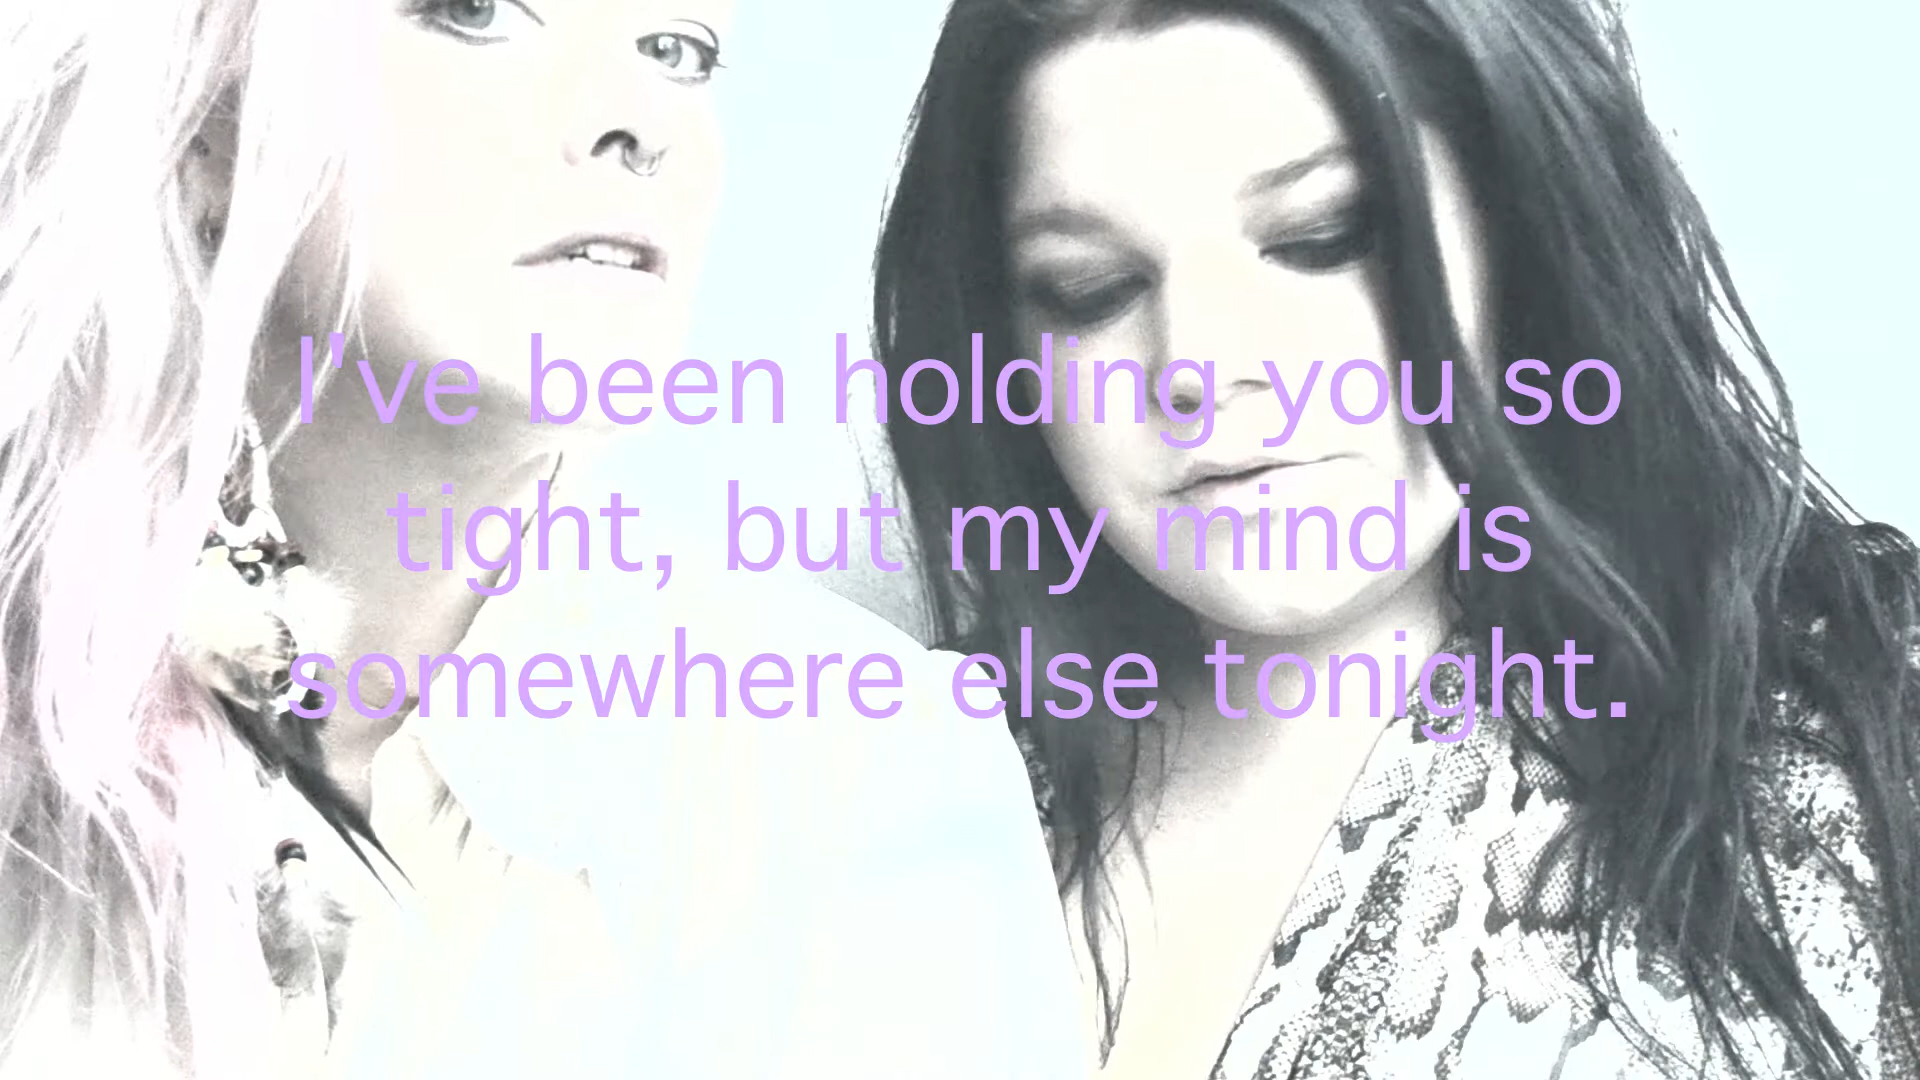 I've been holding you so
tight, but my mind is
somewhere else tonight.